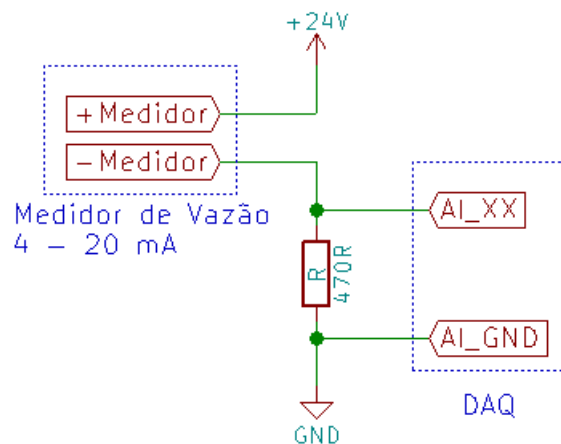 +24V
+Medidor
-Medidor
Medidor de Vazão
4 - 20 mA
AI_XX
R
470R
AI_GND
DAQ
GND